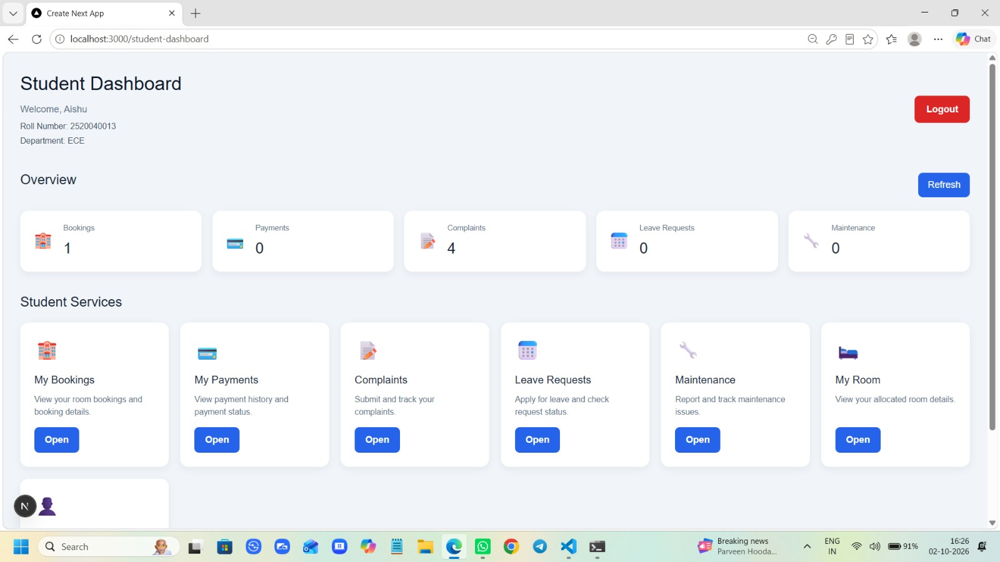 Create Next App
localhost:3000/student-dashboard
Chat
Student Dashboard
Welcome, Aishu
Roll Number: 2520040013
Department: ECE
Logout
Overview
Refresh
Bookings
1
Payments
0
Complaints
4
Leave Requests
0
Maintenance
0
Student Services
My Bookings
View your room bookings and
booking details.
Open
My Payments
View payment history and
payment status.
Open
Complaints
Submit and track your
complaints.
Open
Leave Requests
Apply for leave and check
request status.
Open
Maintenance
Report and track maintenance
issues.
Open
My Room
View your allocated room details.
Open
N
Search
Breaking news
Parveen Hooda...
ENG
IN
91%
16:26
02-10-2026